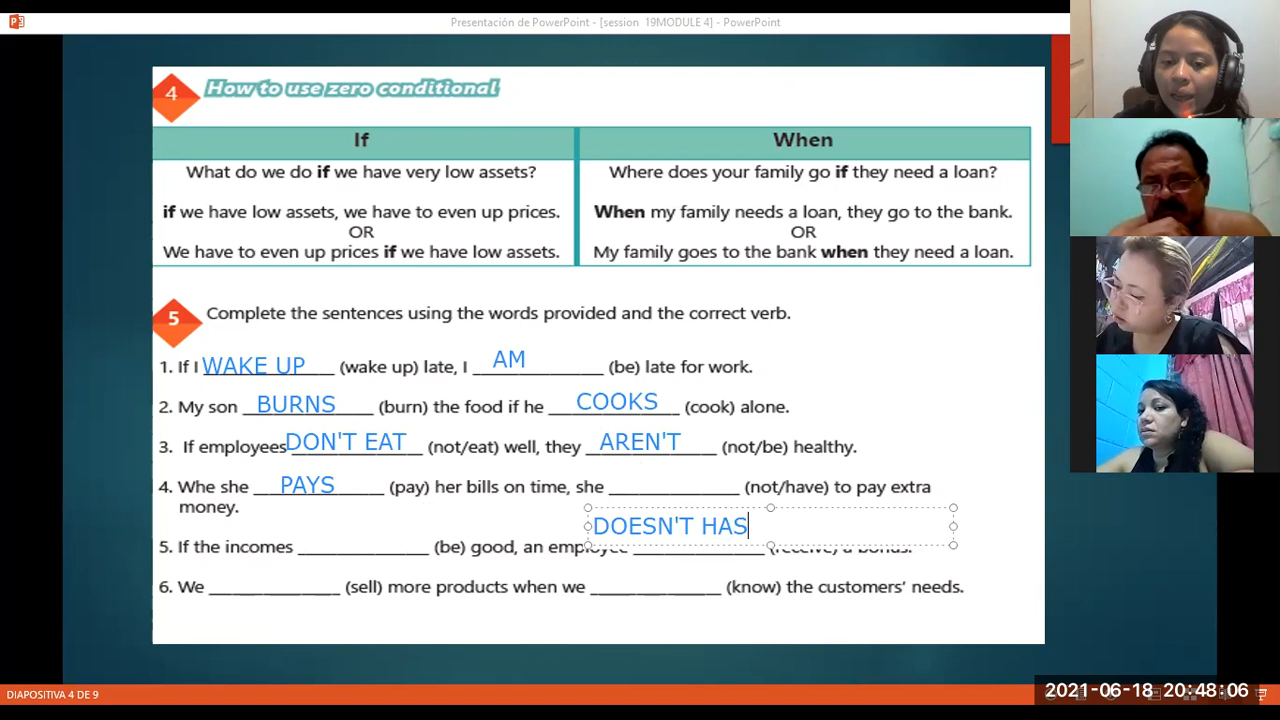 Presentación de PowerPoint - [session 19MODULE 4] - PowerPoint
4 How to use zero conditional
If When
What do we do if we have very low assets? Where does your family go if they need a loan?
if we have low assets, we have to even up prices. When my family needs a loan, they go to the bank.
OR OR
We have to even up prices if we have low assets. My family goes to the bank when they need a loan.
5 Complete the sentences using the words provided and the correct verb.
1. If I WAKE UP (wake up) late, I AM (be) late for work.
2. My son BURNS (burn) the food if he COOKS (cook) alone.
3. If employees DON'T EAT (not/eat) well, they AREN'T (not/be) healthy.
4. Whe she PAYS (pay) her bills on time, she ______________ (not/have) to pay extra
money.
DOESN'T HAS
5. If the incomes ______________ (be) good, an employee ______________ (receive) a bonus.
6. We ______________ (sell) more products when we ______________ (know) the customers' needs.
DIAPOSITIVA 4 DE 9
2021-06-18 20:48:06